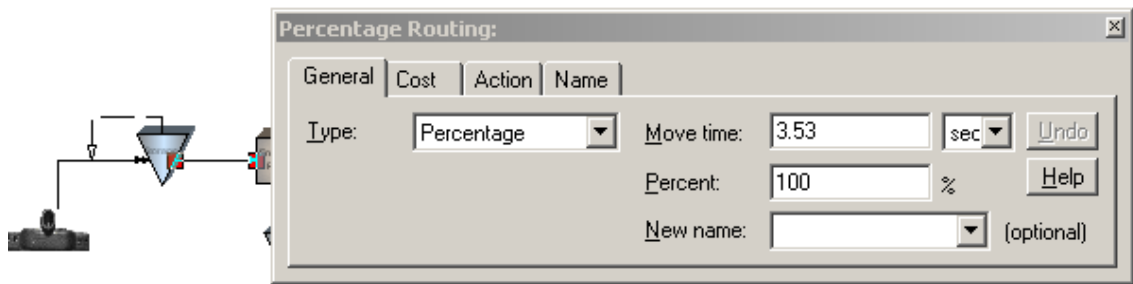 Percentage Routing:
General Cost Action Name
Type: Percentage Move time: 3.53 sec Undo
Percent: 100 % Help
New name: (optional)